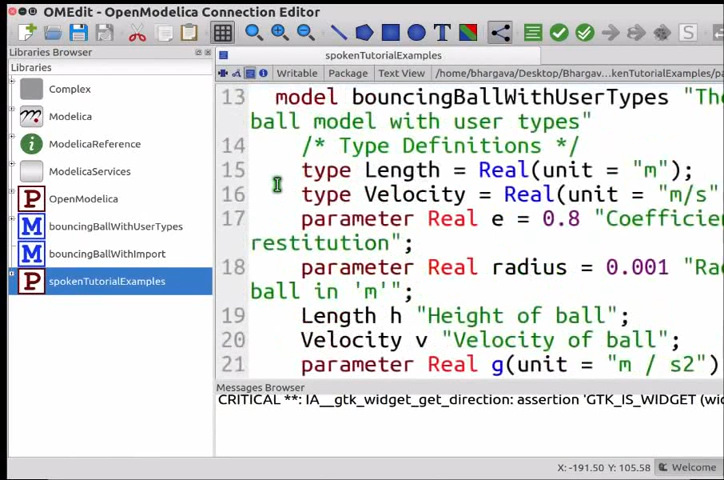 OMEdit - OpenModelica Connection Editor
T
S
Libraries Browser
Libraries
Complex
Modelica
ModelicaReference
ModelicaServices
P OpenModelica
M bouncingBallWithUserTypes
M bouncingBallWithImport
P spokenTutorialExamples
spokenTutorialExamples
Writable Package Text View /home/bhargava/Desktop/Bhargav...kenTutorialExamples/pa
13 model bouncingBallWithUserTypes "The
ball model with user types"
14 /* Type Definitions */
15 type Length = Real(unit = "m");
16 type Velocity = Real(unit = "m/s"
17 parameter Real e = 0.8 "Coefficie
restitution";
18 parameter Real radius = 0.001 "Rad
ball in 'm'";
19 Length h "Height of ball";
20 Velocity v "Velocity of ball";
21 parameter Real g(unit = "m / s2")
Messages Browser
CRITICAL **: IA__gtk_widget_get_direction: assertion 'GTK_IS_WIDGET (wid
X: -191.50 Y: 105.58 Welcome